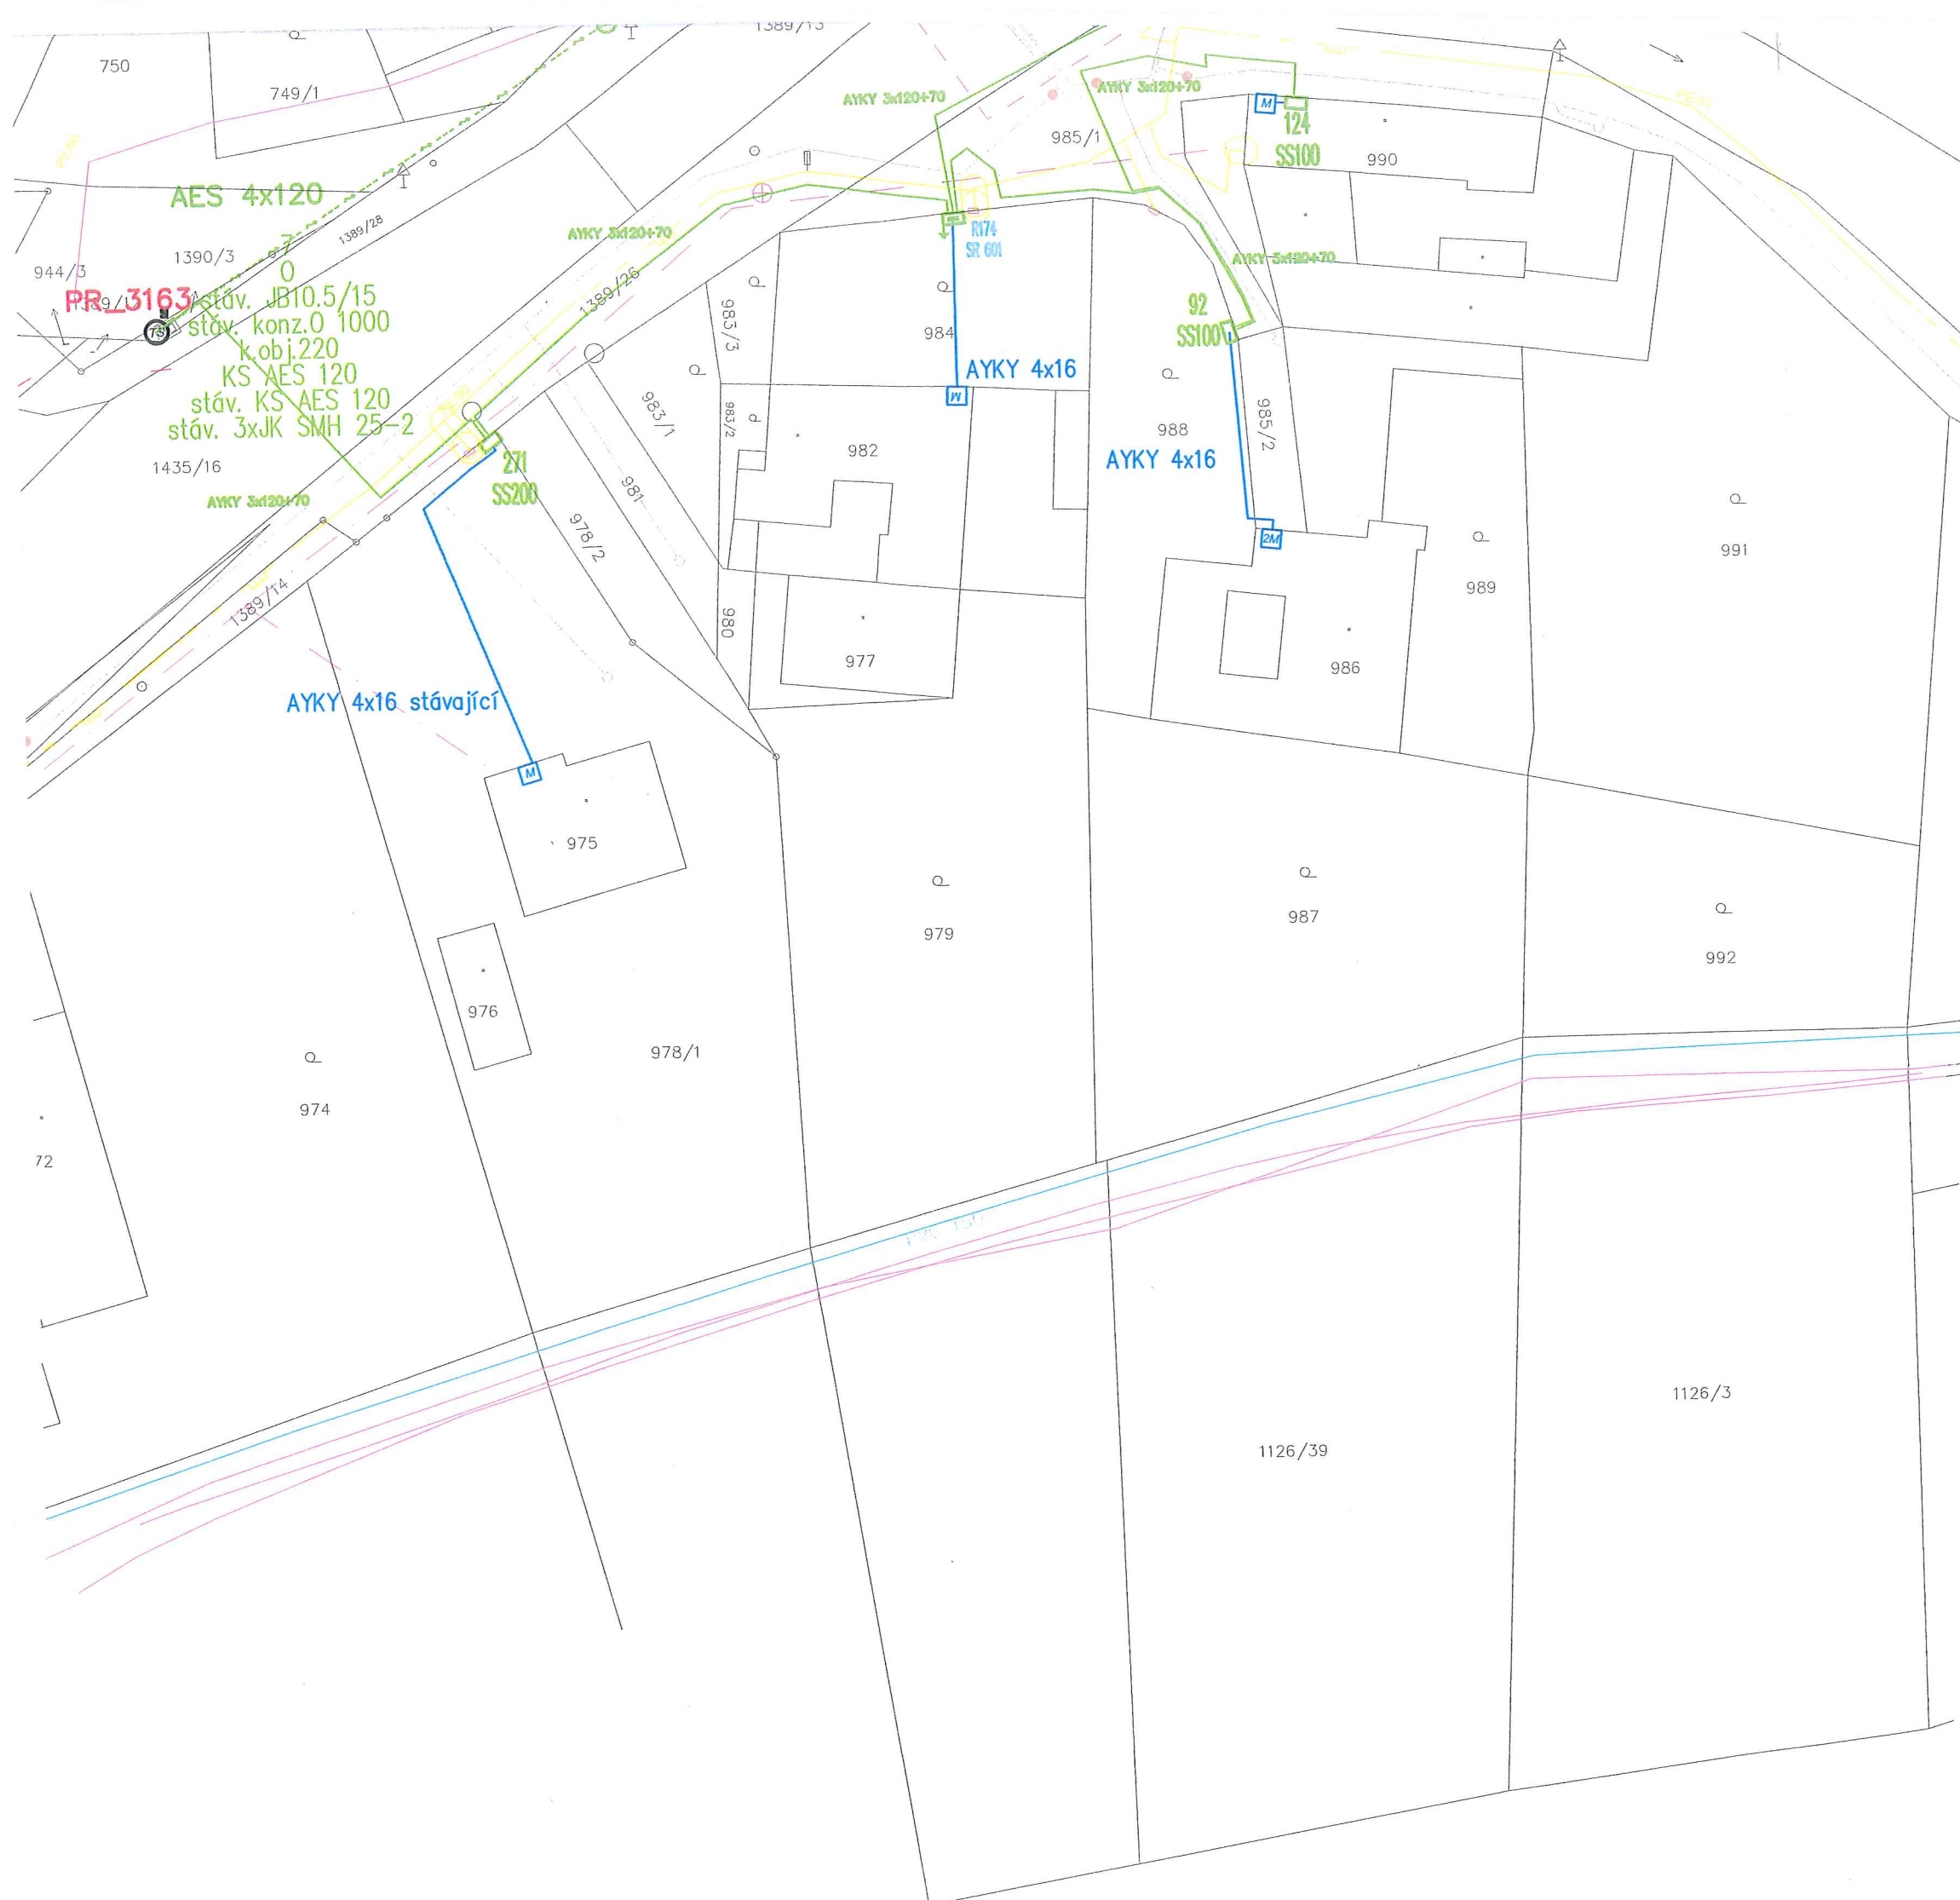 1389/13
750
749/1
AYKY 3x120+70
AYKY 3x120+70
985/1
124
SS100
990
AES 4x120
1389/28
1390/3
AYKY 3x120+70
R174
SR 601
AYKY 3x120+70
944/3
7
0
PR_3163
stáv. JB10.5/15
stáv. konz.0 1000
k.obj.220
KS AES 120
stáv. KS AES 120
stáv. 3xJK SMH 25-2
1389/26
983/3
984
92
SS100
AYKY 4x16
M
M
983/1
983/2
982
988
985/2
AYKY 4x16
1435/16
271
SS200
AYKY 3x120+70
981
978/2
2M
991
989
1389/14
980
977
986
AYKY 4x16 stávající
M
975
979
987
992
976
978/1
974
72
1126/3
1126/39